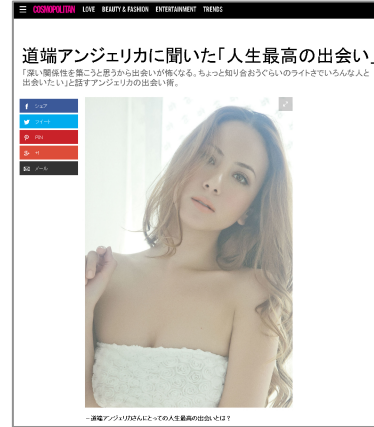 COSMOPOLITAN LOVE BEAUTY & FASHION ENTERTAINMENT TRENDS
道端アンジェリカに聞いた「人生最高の出会い」
「深い関係性を築こうと思うから出会いが怖くなる。ちょっと知り合おうぐらいのライトさでいろんな人と
出会いたい」と話すアンジェリカの出会い術。
シェア
ツイート
PIN
+1
メール
－道端アンジェリカさんにとっての人生最高の出会いとは？